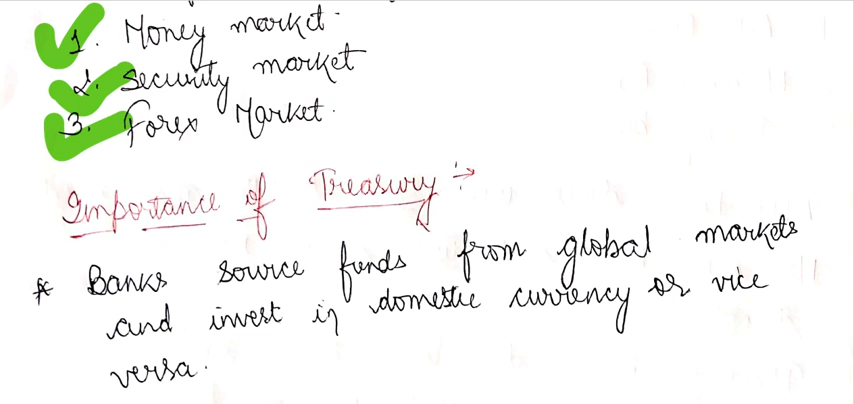 1. Money market.
2. Security market
3. Forex Market.
Importance of Treasury :→
* Banks source funds from global markets
and invest in domestic currency or vice
versa.